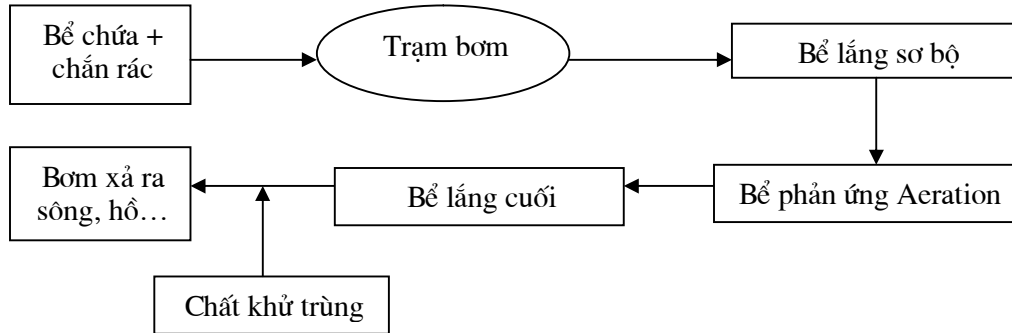 Bể chứa +
chắn rác
Trạm bơm
Bể lắng sơ bộ
Bể phản ứng Aeration
Bể lắng cuối
Bơm xả ra
sông, hồ…
Chất khử trùng